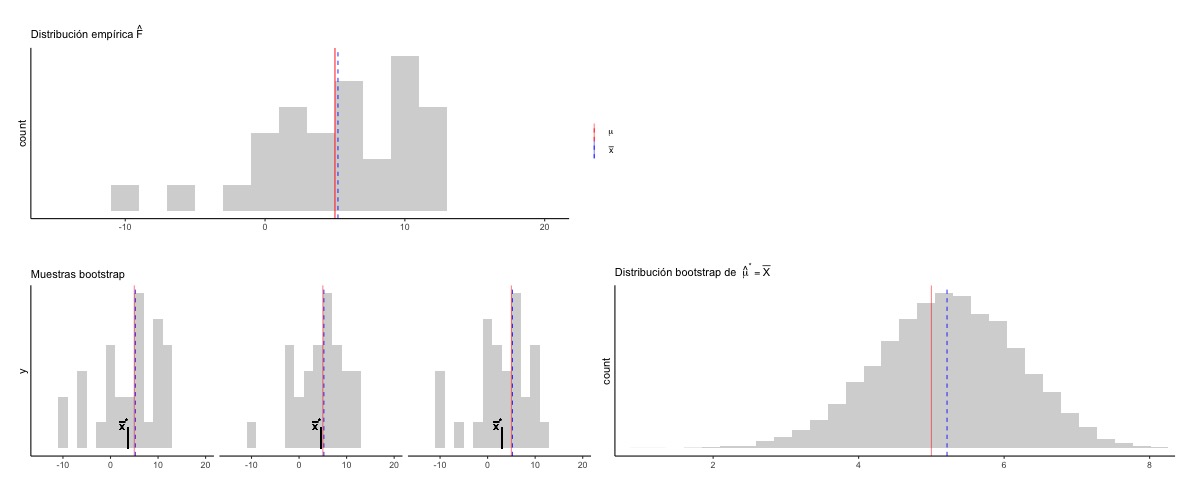 Distribución empírica F̂
count
-10 0 10 20
μ
x̄
Muestras bootstrap
y
x̄* x̄* x̄*
-10 0 10 20 -10 0 10 20 -10 0 10 20
Distribución bootstrap de μ̂* = X̄
count
2 4 6 8